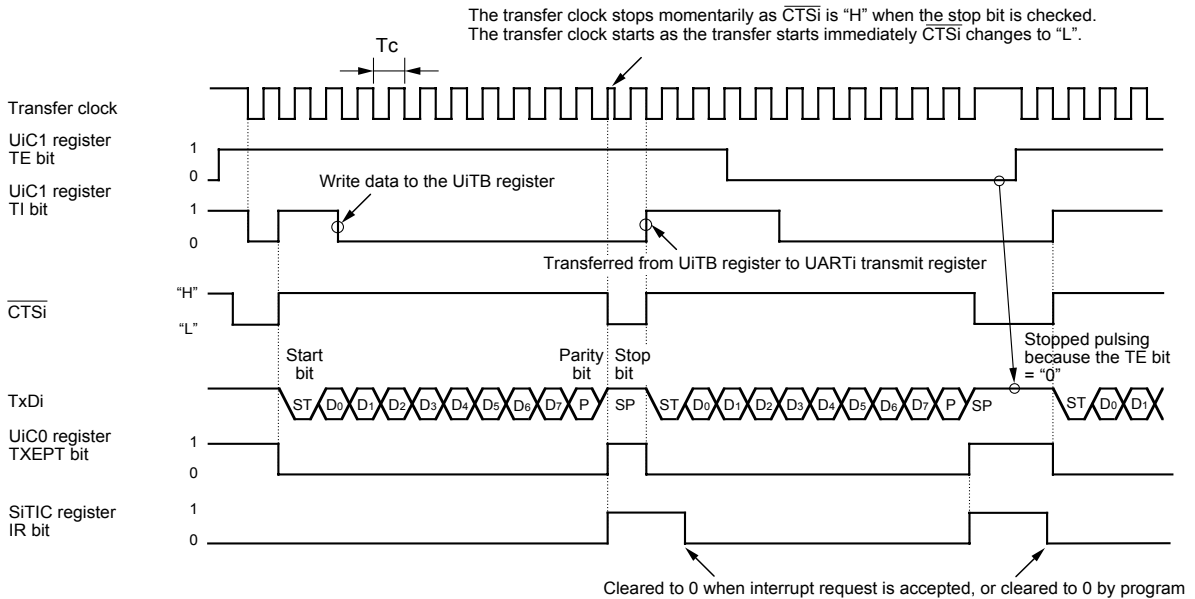 The transfer clock stops momentarily as CTSi is “H” when the stop bit is checked.
The transfer clock starts as the transfer starts immediately CTSi changes to “L”.
Tc
Transfer clock
UiC1 register
TE bit
1
0
Write data to the UiTB register
UiC1 register
TI bit
1
0
Transferred from UiTB register to UARTi transmit register
CTSi
“H”
“L”
Start
bit
Parity
bit
Stop
bit
Stopped pulsing
because the TE bit
= “0”
TxDi
ST D0 D1 D2 D3 D4 D5 D6 D7 P SP ST D0 D1 D2 D3 D4 D5 D6 D7 P SP ST D0 D1
UiC0 register
TXEPT bit
1
0
SiTIC register
IR bit
1
0
Cleared to 0 when interrupt request is accepted, or cleared to 0 by program